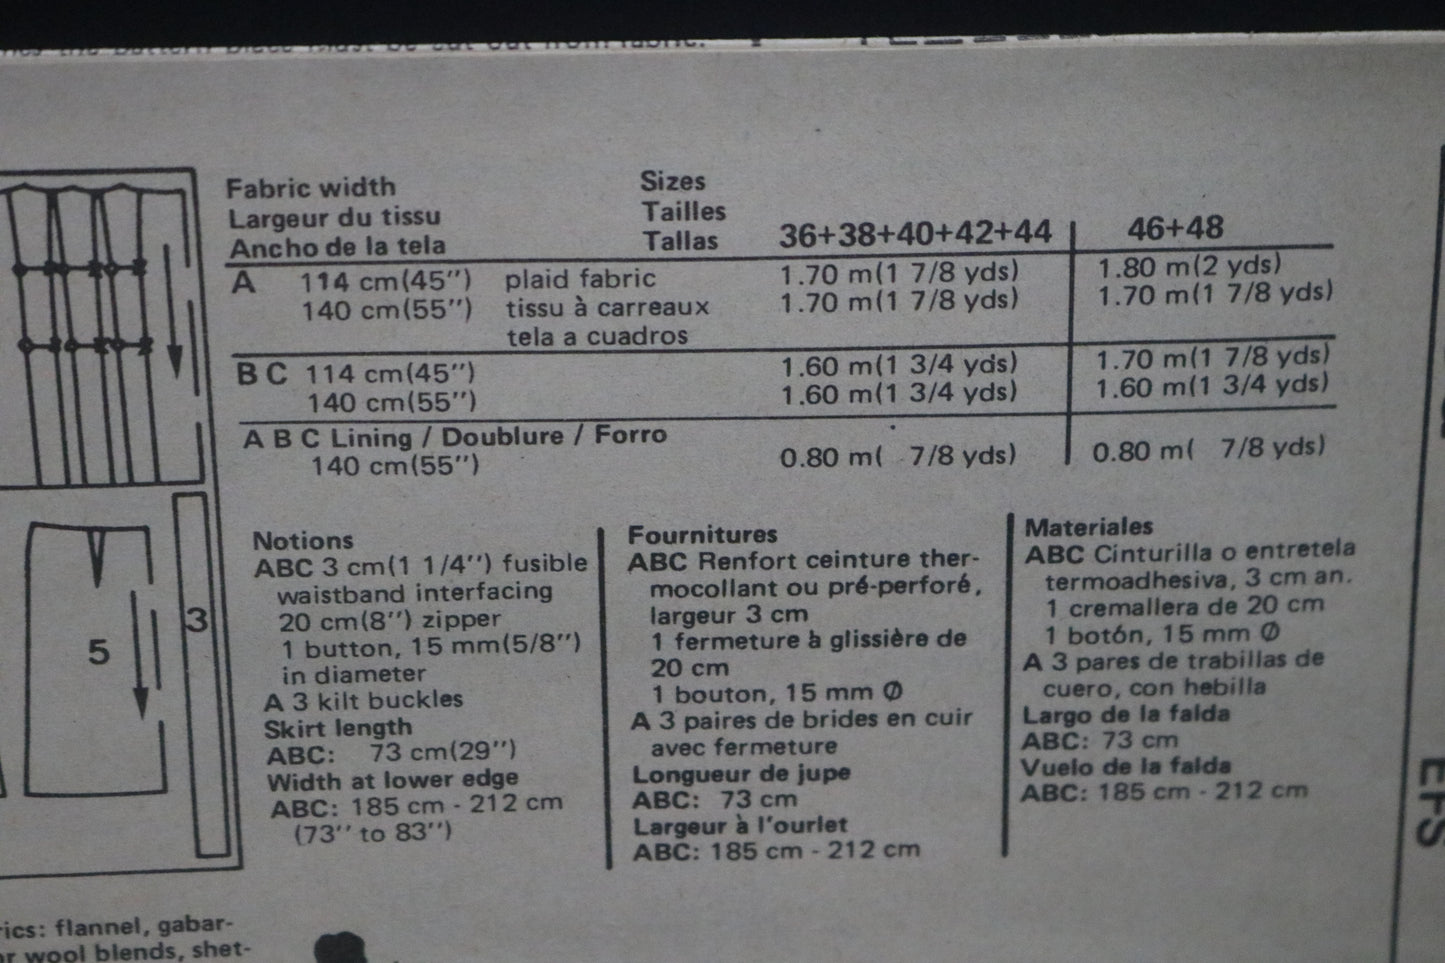 the pattern piece must be cut out from fabric.
Fabric width Sizes
Largeur du tissu Tailles
Ancho de la tela Tallas 36+38+40+42+44 46+48
A 114 cm(45'') plaid fabric 1.70 m(1 7/8 yds) 1.80 m(2 yds)
140 cm(55'') tissu à carreaux 1.70 m(1 7/8 yds) 1.70 m(1 7/8 yds)
tela a cuadros
B C 114 cm(45'') 1.60 m(1 3/4 yds) 1.70 m(1 7/8 yds)
140 cm(55'') 1.60 m(1 3/4 yds) 1.60 m(1 3/4 yds)
A B C Lining / Doublure / Forro
140 cm(55'') 0.80 m( 7/8 yds) 0.80 m( 7/8 yds)
5
3
Notions
ABC 3 cm(1 1/4'') fusible
waistband interfacing
20 cm(8'') zipper
1 button, 15 mm(5/8'')
in diameter
A 3 kilt buckles
Skirt length
ABC: 73 cm(29'')
Width at lower edge
ABC: 185 cm - 212 cm
(73'' to 83'')
Fournitures
ABC Renfort ceinture ther-
mocollant ou pré-perforé,
largeur 3 cm
1 fermeture à glissière de
20 cm
1 bouton, 15 mm Ø
A 3 paires de brides en cuir
avec fermeture
Longueur de jupe
ABC: 73 cm
Largeur à l'ourlet
ABC: 185 cm - 212 cm
Materiales
ABC Cinturilla o entretela
termoadhesiva, 3 cm an.
1 cremallera de 20 cm
1 botón, 15 mm Ø
A 3 pares de trabillas de
cuero, con hebilla
Largo de la falda
ABC: 73 cm
Vuelo de la falda
ABC: 185 cm - 212 cm
rics: flannel, gabar-
or wool blends, shet-